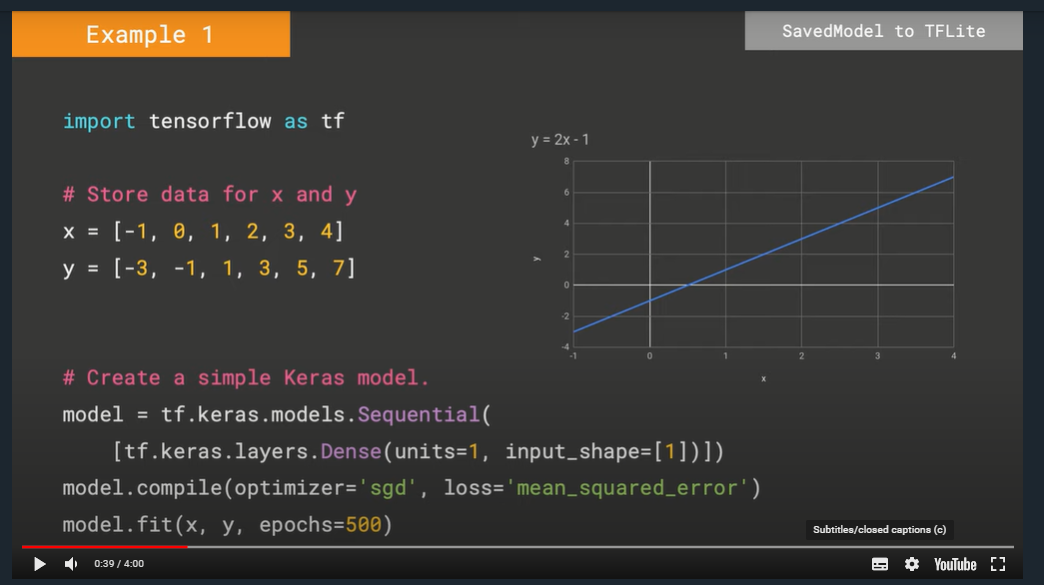 Example 1
SavedModel to TFLite
import tensorflow as tf
# Store data for x and y
x = [-1, 0, 1, 2, 3, 4]
y = [-3, -1, 1, 3, 5, 7]
y = 2x - 1
8
6
4
2
0
-2
-4
y
-1 0 1 2 3 4
x
# Create a simple Keras model.
model = tf.keras.models.Sequential(
[tf.keras.layers.Dense(units=1, input_shape=[1])])
model.compile(optimizer='sgd', loss='mean_squared_error')
model.fit(x, y, epochs=500)
Subtitles/closed captions (c)
0:39 / 4:00
YouTube